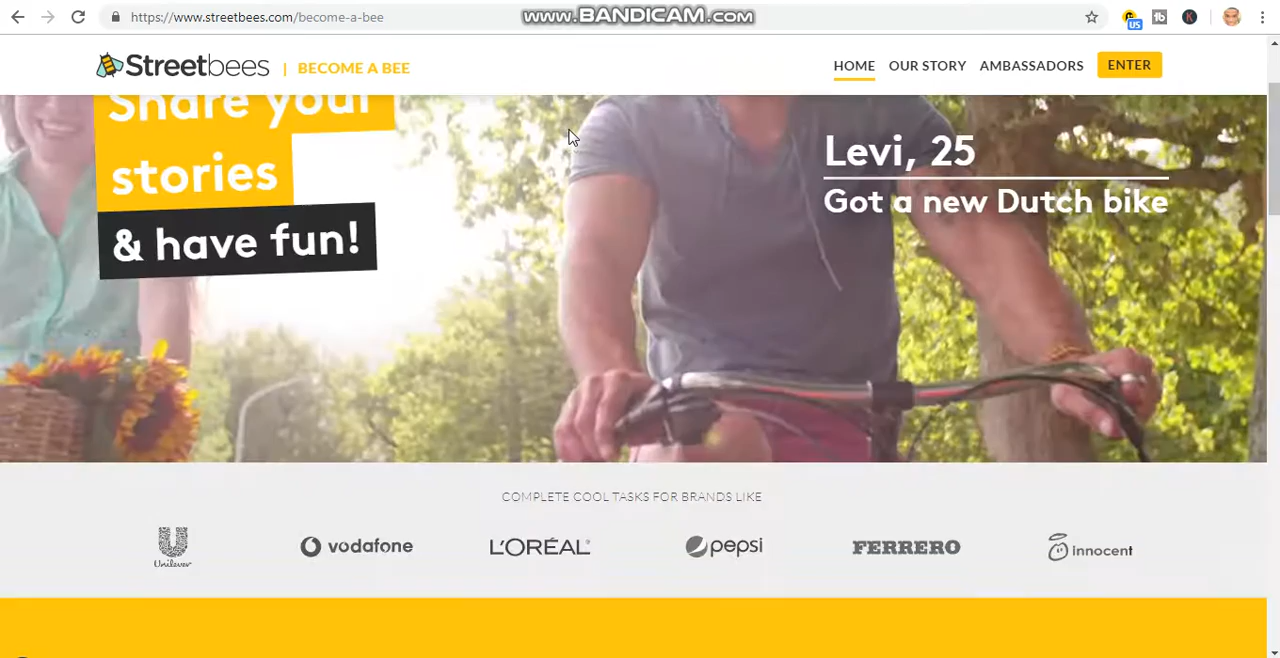 https://www.streetbees.com/become-a-bee
www.BANDICAM.com
US
tb
K
Streetbees | BECOME A BEE
HOME OUR STORY AMBASSADORS ENTER
Share your
stories
& have fun!
Levi, 25
Got a new Dutch bike
COMPLETE COOL TASKS FOR BRANDS LIKE
Unilever
vodafone
L'ORÉAL
pepsi
FERRERO
innocent